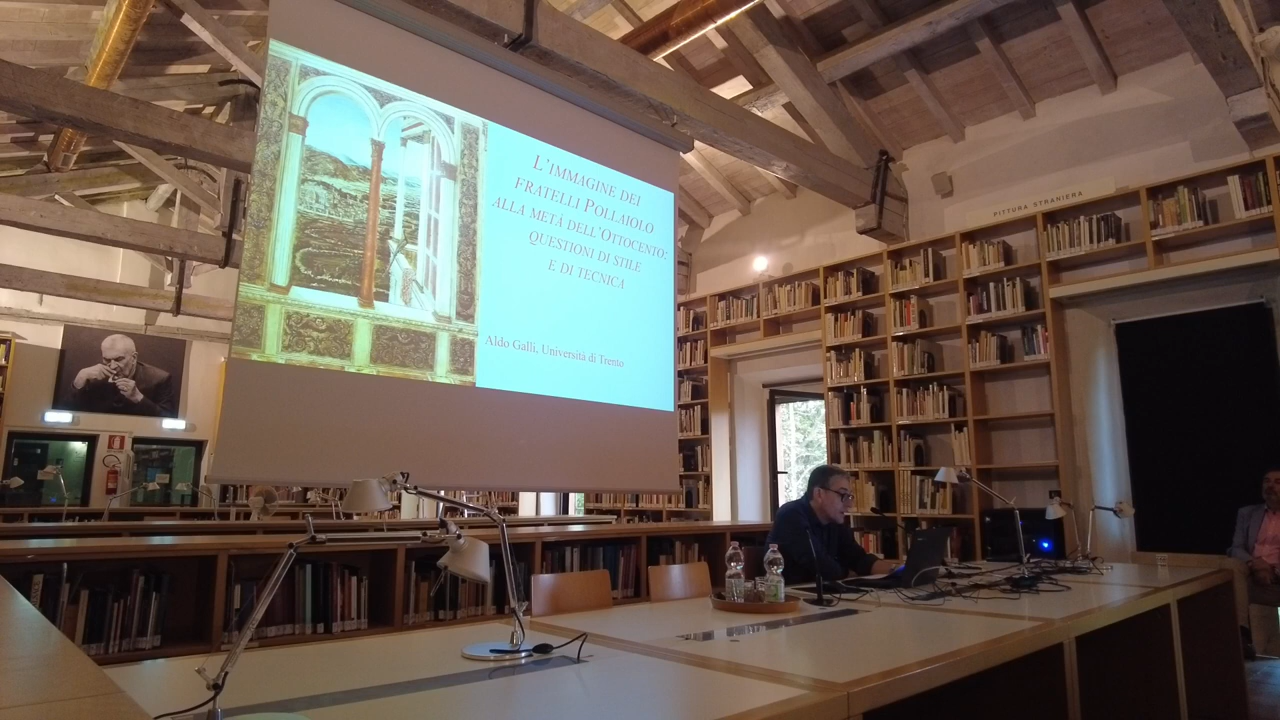 L'IMMAGINE DEI
FRATELLI POLLAIOLO
ALLA METÀ DELL'OTTOCENTO:
QUESTIONI DI STILE
E DI TECNICA
Aldo Galli, Università di Trento
PITTURA STRANIERA